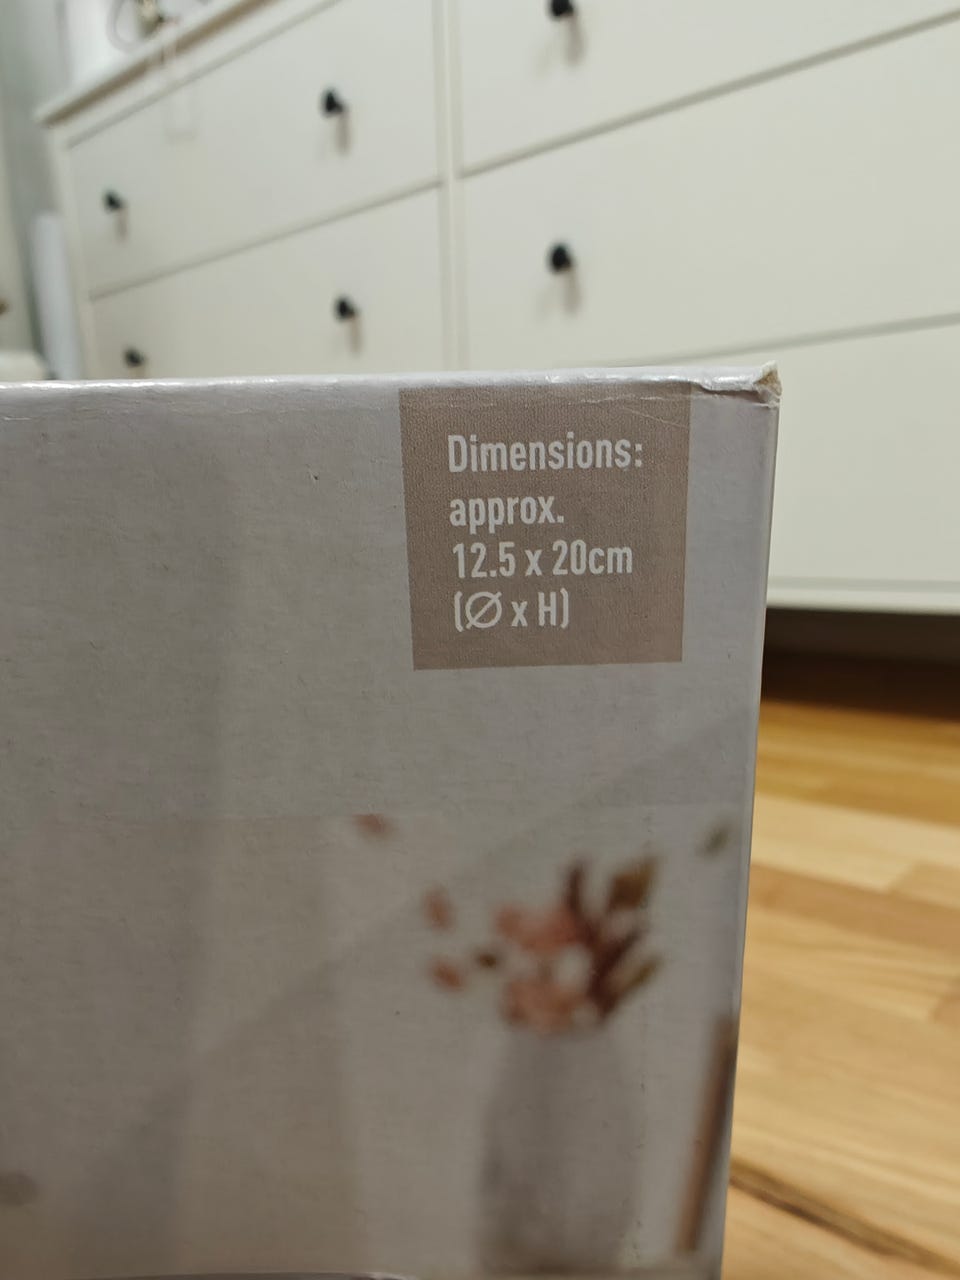 Dimensions:
approx.
12.5 x 20cm
(Ø x H)